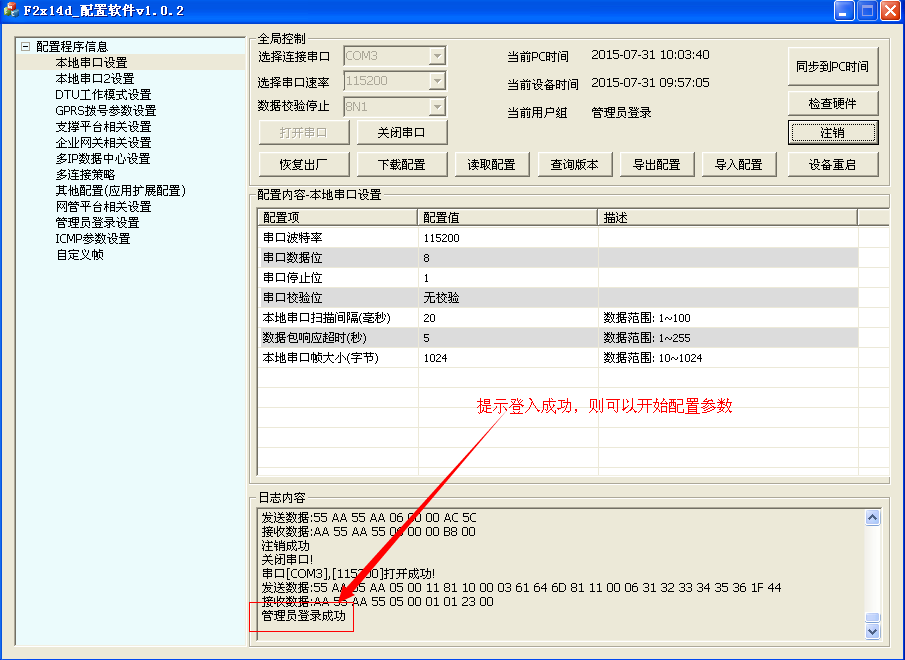 F2x14d_配置软件v1.0.2
配置程序信息
本地串口设置
本地串口2设置
DTU工作模式设置
GPRS拨号参数设置
支撑平台相关设置
企业网关相关设置
多IP数据中心设置
多连接策略
其他配置(应用扩展配置)
网管平台相关设置
管理员登录设置
ICMP参数设置
自定义帧
全局控制
选择连接串口 COM3
选择串口速率 115200
数据校验停止 8N1
打开串口 关闭串口
当前PC时间 2015-07-31 10:03:40
当前设备时间 2015-07-31 09:57:05
当前用户组 管理员登录
同步到PC时间
检查硬件
注销
恢复出厂 下载配置 读取配置 查询版本 导出配置 导入配置 设备重启
配置内容-本地串口设置
配置项 配置值 描述
串口波特率 115200
串口数据位 8
串口停止位 1
串口校验位 无校验
本地串口扫描间隔(毫秒) 20 数据范围: 1~100
数据包响应超时(秒) 5 数据范围: 1~255
本地串口帧大小(字节) 1024 数据范围: 10~1024
提示登入成功，则可以开始配置参数
日志内容
发送数据:55 AA 55 AA 06 00 00 AC 5C
接收数据:AA 55 AA 55 06 00 00 B8 00
注销成功
关闭串口!
串口[COM3],[115200]打开成功!
发送数据:55 AA 55 AA 05 00 11 81 10 00 03 61 64 6D 81 11 00 06 31 32 33 34 35 36 1F 44
接收数据:AA 55 AA 55 05 00 01 01 23 00
管理员登录成功